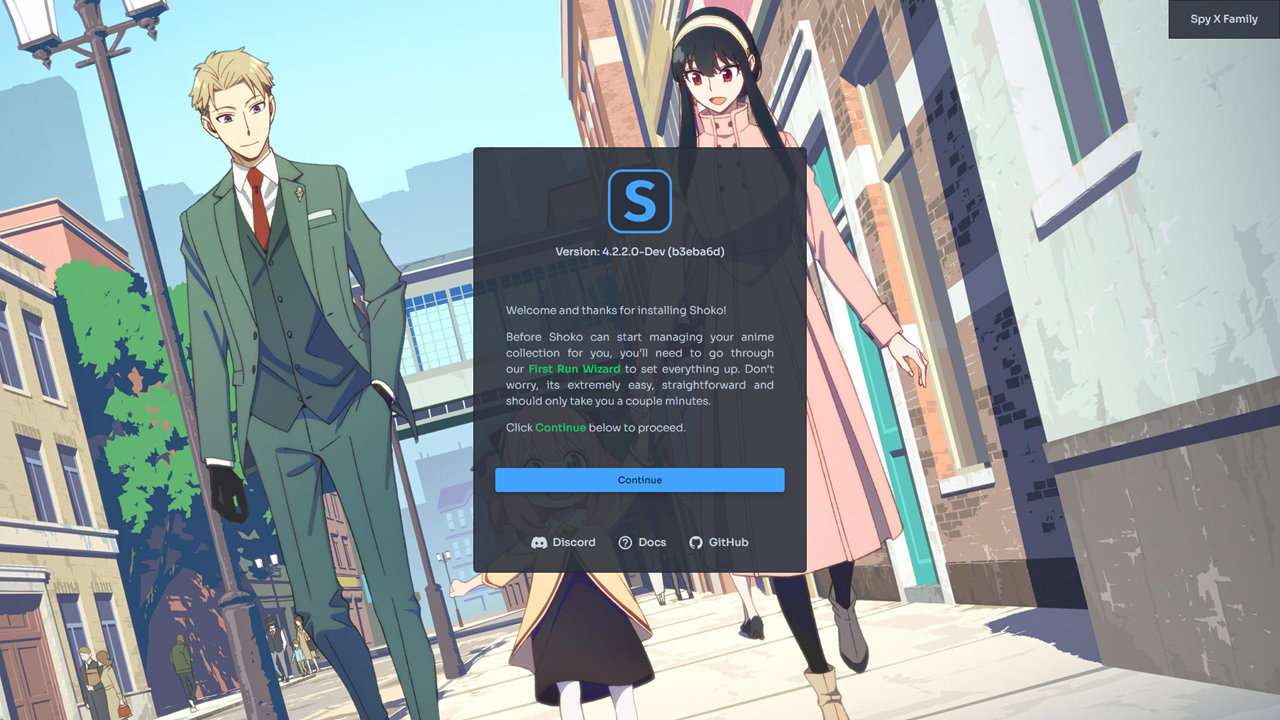 Spy X Family
S
Version: 4.2.2.0-Dev (b3eba6d)
Welcome and thanks for installing Shoko!
Before Shoko can start managing your anime
collection for you, you'll need to go through
our First Run Wizard to set everything up. Don't
worry, its extremely easy, straightforward and
should only take you a couple minutes.
Click Continue below to proceed.
Continue
Discord Docs GitHub